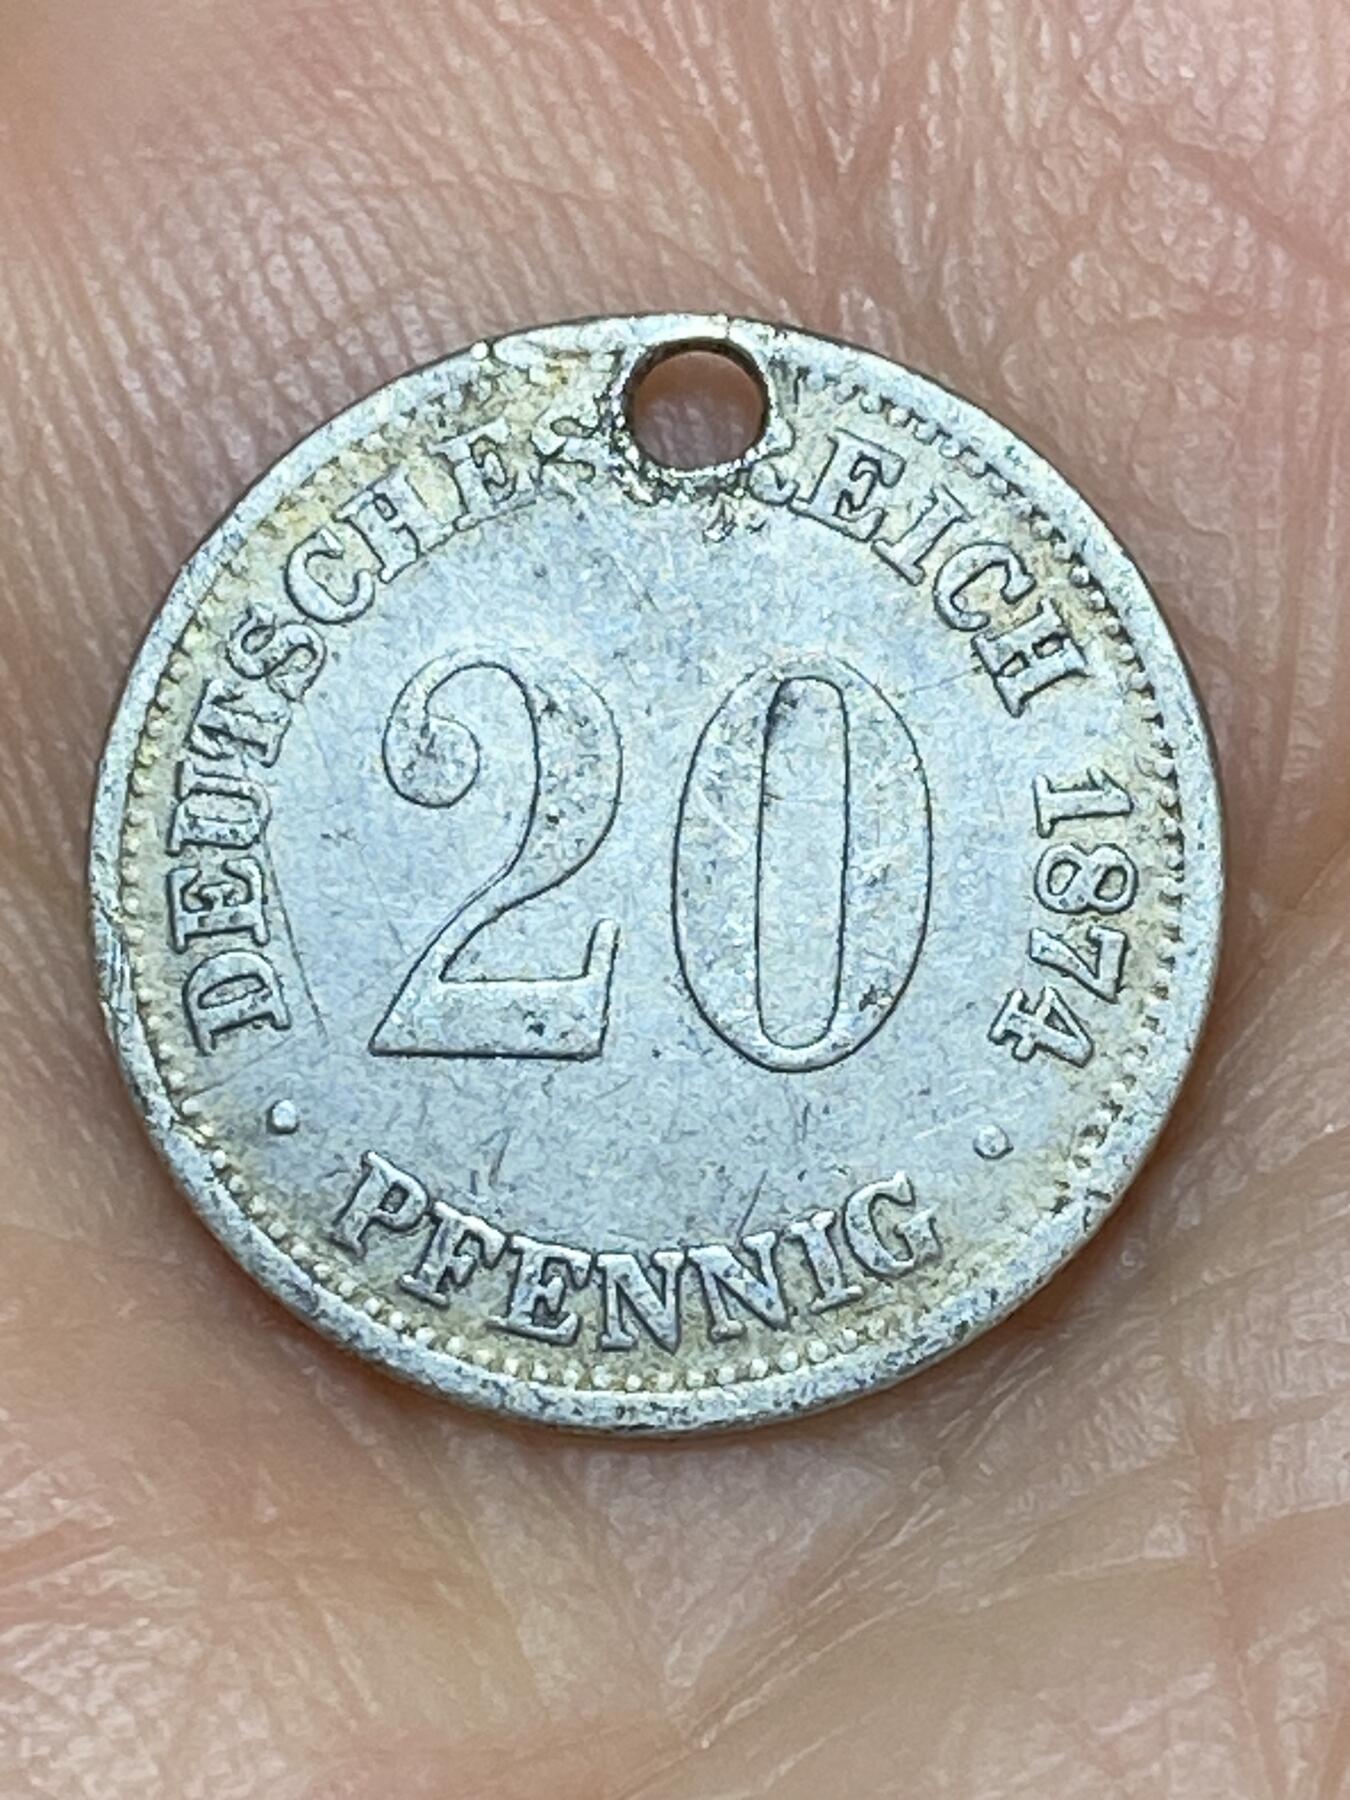 DEUTSCHES REICH 1874
20
· PFENNIG ·